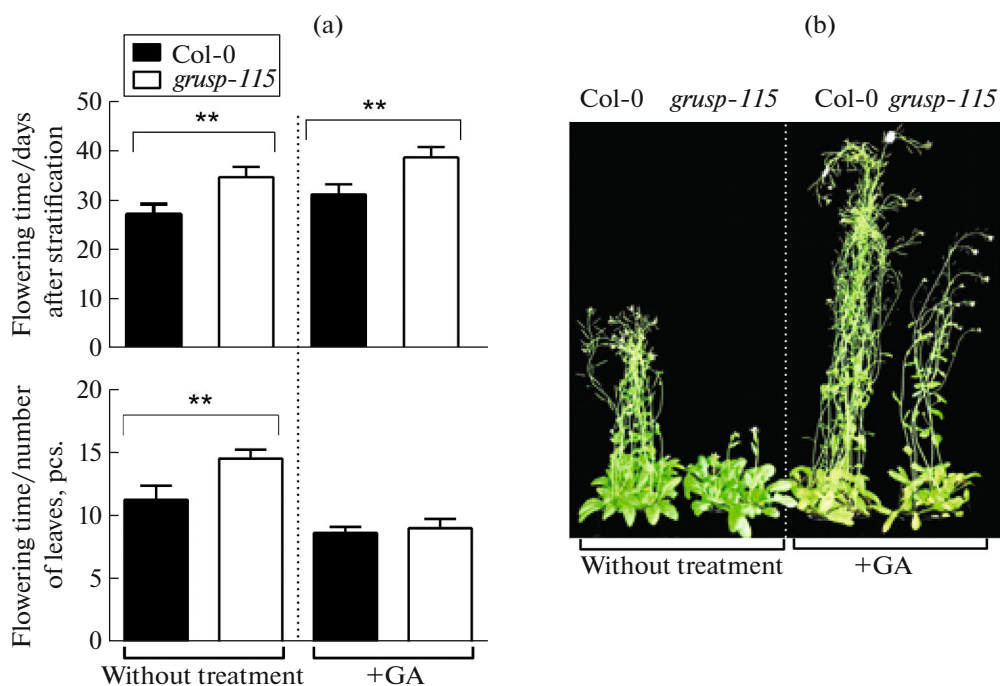 (a)
Col-0
grusp-115
Flowering time/days
after stratification
50
40
30
20
10
0
**
**
Flowering time/number
of leaves, pcs.
20
15
10
5
0
**
Without treatment
+GA
(b)
Col-0 grusp-115 Col-0 grusp-115
Without treatment
+GA